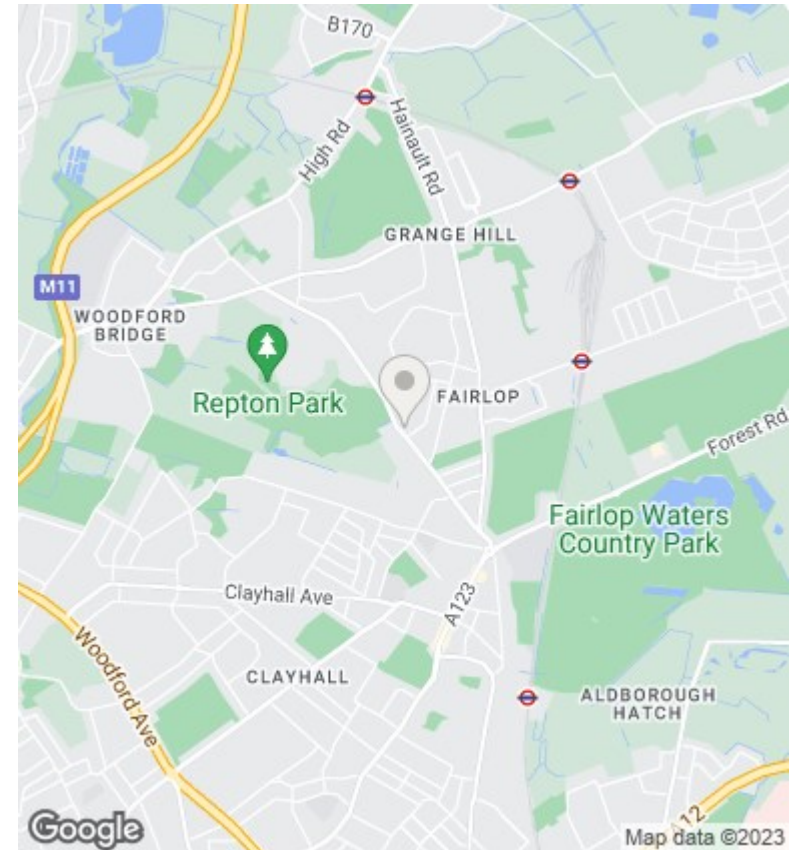 B170
High Rd
Hainault Rd
GRANGE HILL
M11
WOODFORD
BRIDGE
Repton Park
FAIRLOP
Forest Rd
Fairlop Waters
Country Park
Clayhall Ave
A123
Woodford Ave
CLAYHALL
ALDBOROUGH
HATCH
A12
Google
Map data ©2023